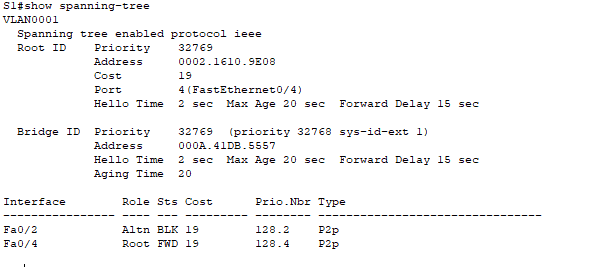 S1#show spanning-tree
VLAN0001
  Spanning tree enabled protocol ieee
  Root ID    Priority    32769
             Address     0002.1610.9E08
             Cost        19
             Port        4(FastEthernet0/4)
             Hello Time  2 sec  Max Age 20 sec  Forward Delay 15 sec

  Bridge ID  Priority    32769  (priority 32768 sys-id-ext 1)
             Address     000A.41DB.5557
             Hello Time  2 sec  Max Age 20 sec  Forward Delay 15 sec
             Aging Time  20

Interface        Role Sts Cost      Prio.Nbr Type
---------------- ---- --- --------- -------- --------------------------------
Fa0/2            Altn BLK 19        128.2    P2p
Fa0/4            Root FWD 19        128.4    P2p